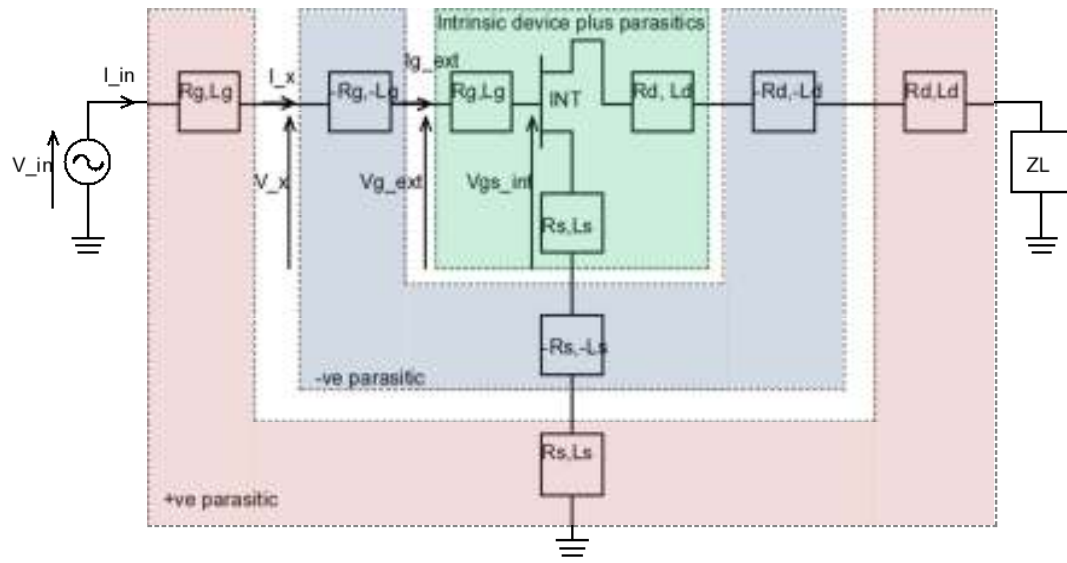 Intrinsic device plus parasitics
Ig_ext
I_in
I_x
Rg,Lg
-Rg,-Lg
Rg,Lg
INT
Rd, Ld
-Rd,-Ld
Rd,Ld
V_in
V_x
Vg_ext
Vgs_int
ZL
Rs,Ls
-Rs,-Ls
-ve parasitic
Rs,Ls
+ve parasitic